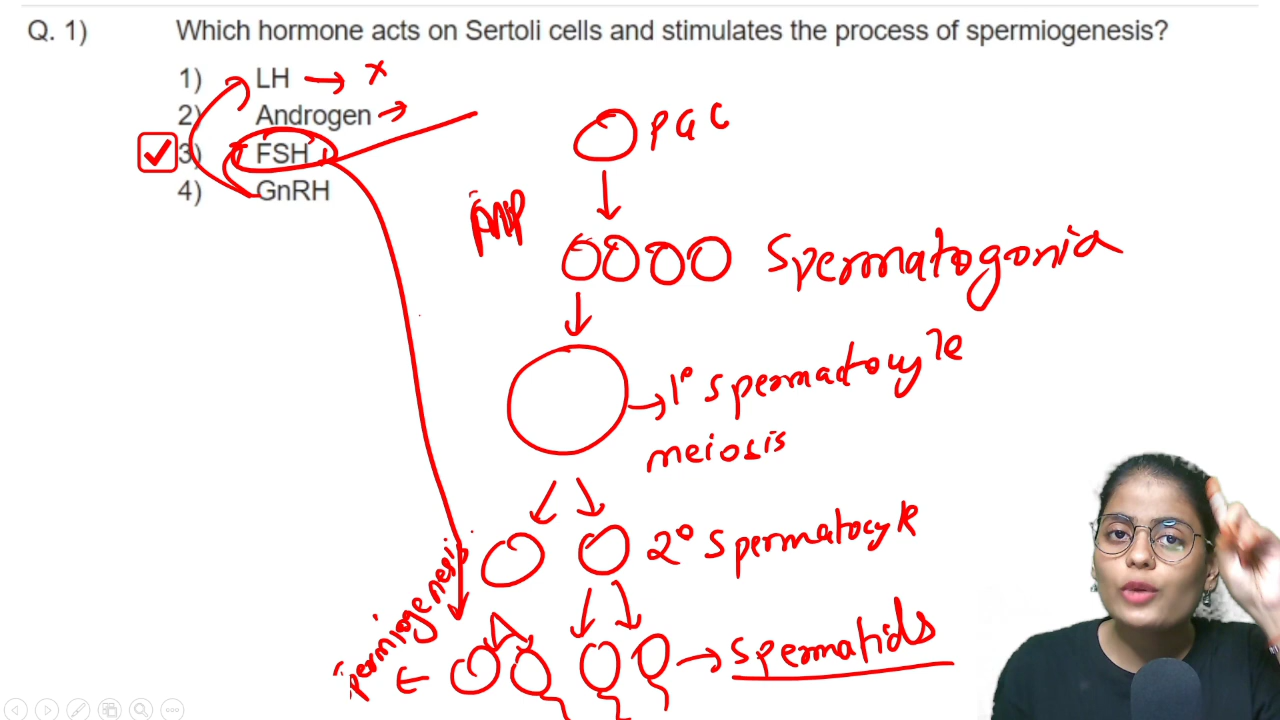 Q. 1) Which hormone acts on Sertoli cells and stimulates the process of spermiogenesis?
1) LH → x
2) Androgen →
3) FSH
4) GnRH
PGC
Spermatogonia
1° spermatocyte
meiosis
2° spermatocyte
spermiogenesis
→ spermatids